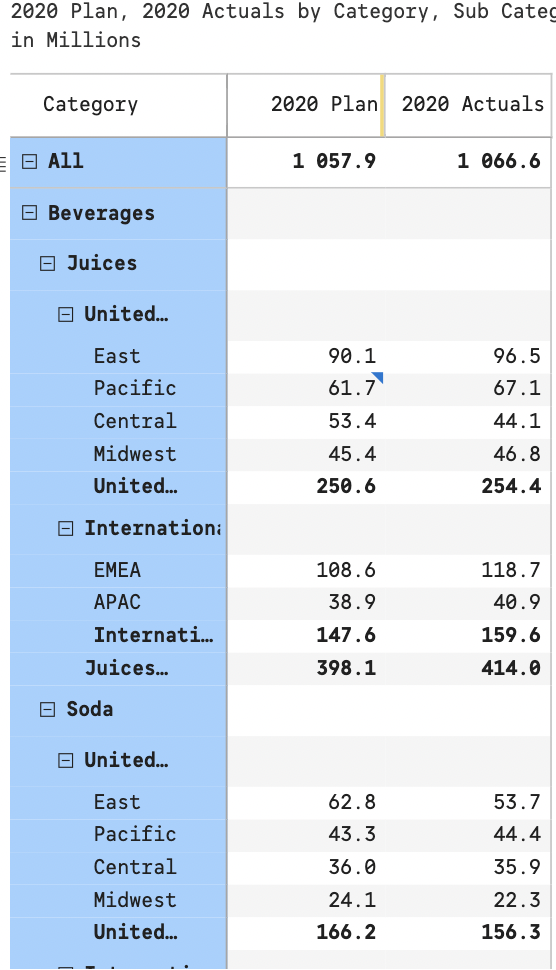 2020 Plan, 2020 Actuals by Category, Sub Categ
in Millions
Category 2020 Plan 2020 Actuals
All 1 057.9 1 066.6
Beverages
Juices
United…
East 90.1 96.5
Pacific 61.7 67.1
Central 53.4 44.1
Midwest 45.4 46.8
United… 250.6 254.4
Internationa
EMEA 108.6 118.7
APAC 38.9 40.9
Internati… 147.6 159.6
Juices… 398.1 414.0
Soda
United…
East 62.8 53.7
Pacific 43.3 44.4
Central 36.0 35.9
Midwest 24.1 22.3
United… 166.2 156.3